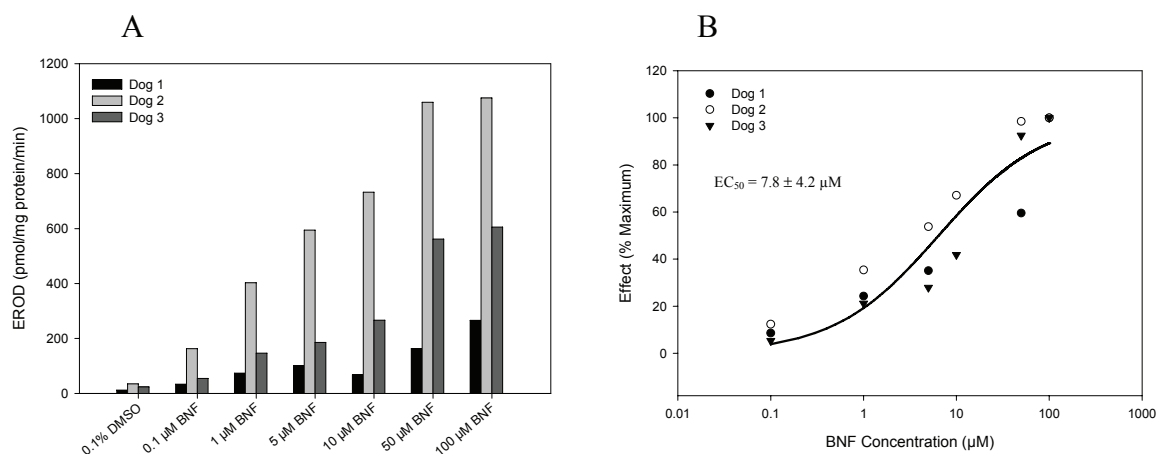 A
EROD (pmol/mg protein/min)
1200
1000
800
600
400
200
0
Dog 1
Dog 2
Dog 3
0.1% DMSO
0.1 µM BNF
1 µM BNF
5 µM BNF
10 µM BNF
50 µM BNF
100 µM BNF
B
Effect (% Maximum)
120
100
80
60
40
20
0
Dog 1
Dog 2
Dog 3
EC₅₀ = 7.8 ± 4.2 µM
0.01 0.1 1 10 100 1000
BNF Concentration (µM)